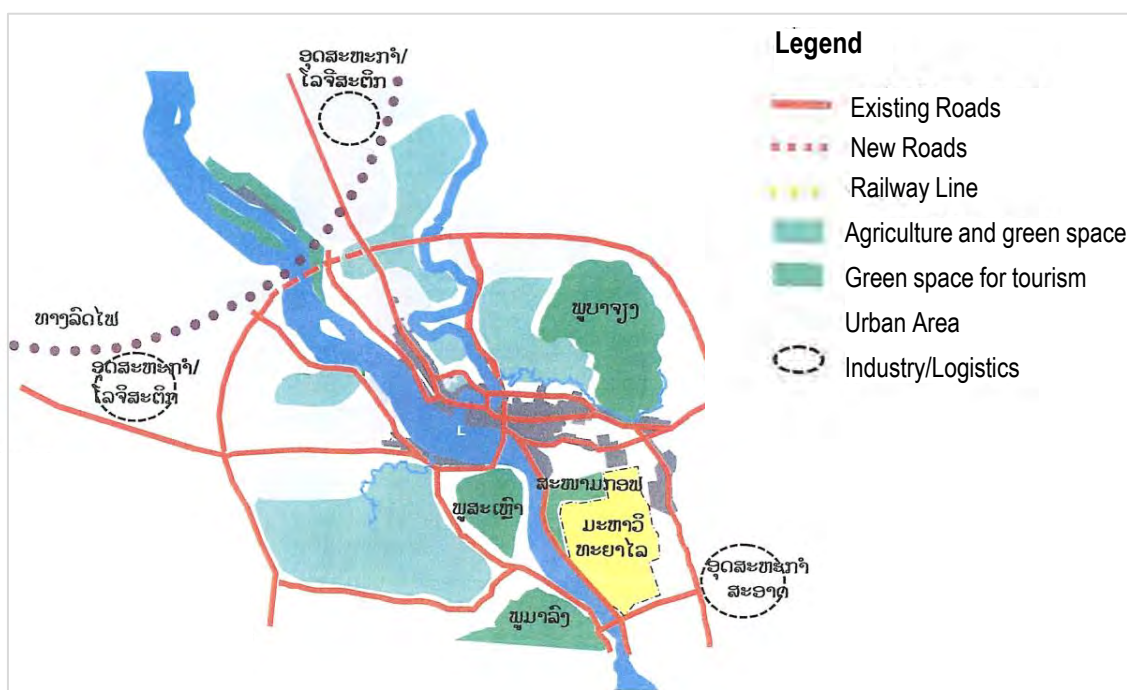 ອຸດສະຫະກຳ/
ໂລຈິສະຕິກ
Legend
Existing Roads
New Roads
Railway Line
Agriculture and green space
Green space for tourism
Urban Area
Industry/Logistics
ພູບາຈຽງ
ທາງລົດໄຟ
ອຸດສະຫະກຳ/
ໂລຈິສະຕິກ
ສະໜາມກອຟ
ພູສະເຫຼົ່າ
ມະຫາວິ
ທະຍາໄລ
ອຸດສະຫະກຳ
ສະອາດ
ພູມາລົງ